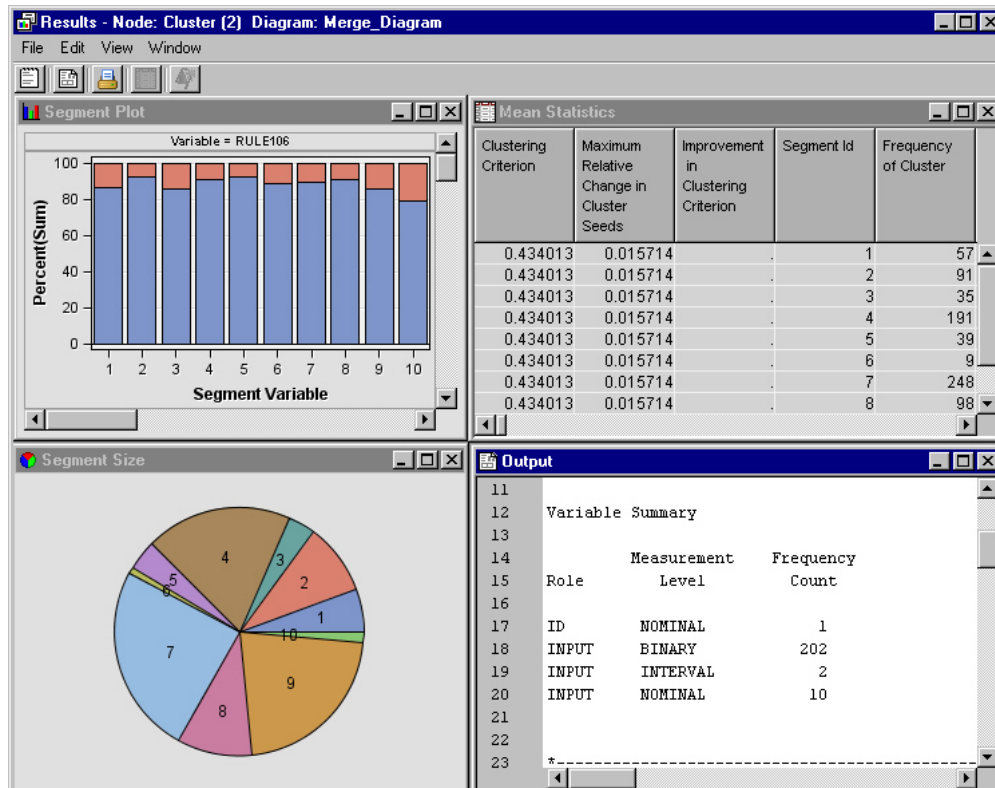 Results - Node: Cluster (2) Diagram: Merge_Diagram
File Edit View Window
Segment Plot
Variable = RULE106
100
80
60
40
20
0
Percent(Sum)
1 2 3 4 5 6 7 8 9 10
Segment Variable
Mean Statistics
Clustering Criterion
Maximum Relative Change in Cluster Seeds
Improvement in Clustering Criterion
Segment Id
Frequency of Cluster
0.434013 0.015714 . 1 57
0.434013 0.015714 . 2 91
0.434013 0.015714 . 3 35
0.434013 0.015714 . 4 191
0.434013 0.015714 . 5 39
0.434013 0.015714 . 6 9
0.434013 0.015714 . 7 248
0.434013 0.015714 . 8 98
Segment Size
4
3
2
5
6
1
10
7
9
8
Output
11
12 Variable Summary
13
14 Measurement Frequency
15 Role Level Count
16
17 ID NOMINAL 1
18 INPUT BINARY 202
19 INPUT INTERVAL 2
20 INPUT NOMINAL 10
21
22
23 *------------------------------------------------